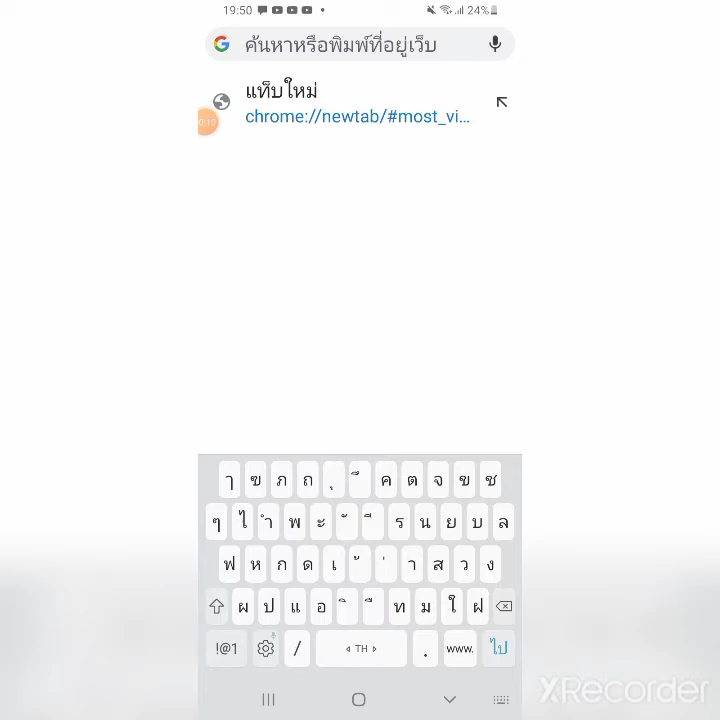 19:50
24%
ค้นหาหรือพิมพ์ที่อยู่เว็บ
แท็บใหม่
chrome://newtab/#most_vi...
0:10
ๅ ฃ ภ ถ ุ ึ ค ต จ ข ช
ๆ ไ ำ พ ะ ั ี ร น ย บ ล
ฟ ห ก ด เ ้ ่ า ส ว ง
ผ ป แ อ ิ ื ท ม ใ ฝ
!@1 / TH . www. ไป
XRecorder